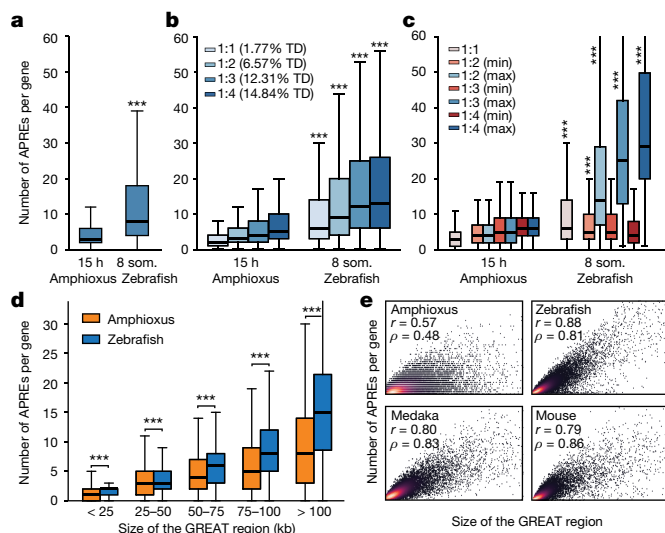 a
Number of APREs per gene
60
50
40
30
20
10
0
***
15 h
8 som.
Amphioxus
Zebrafish
b
60
50
40
30
20
10
0
1:1 (1.77% TD)
1:2 (6.57% TD)
1:3 (12.31% TD)
1:4 (14.84% TD)
***
***
***
***
15 h
8 som.
Amphioxus
Zebrafish
c
60
50
40
30
20
10
0
1:1
1:2 (min)
1:2 (max)
1:3 (min)
1:3 (max)
1:4 (min)
1:4 (max)
***
***
***
***
***
15 h
8 som.
Amphioxus
Zebrafish
d
Number of APREs per gene
30
25
20
15
10
5
0
Amphioxus
Zebrafish
***
***
***
***
***
< 25
25–50
50–75
75–100
> 100
Size of the GREAT region (kb)
e
Number of APREs per gene
Amphioxus
r = 0.57
ρ = 0.48
Zebrafish
r = 0.88
ρ = 0.81
Medaka
r = 0.80
ρ = 0.83
Mouse
r = 0.79
ρ = 0.86
Size of the GREAT region